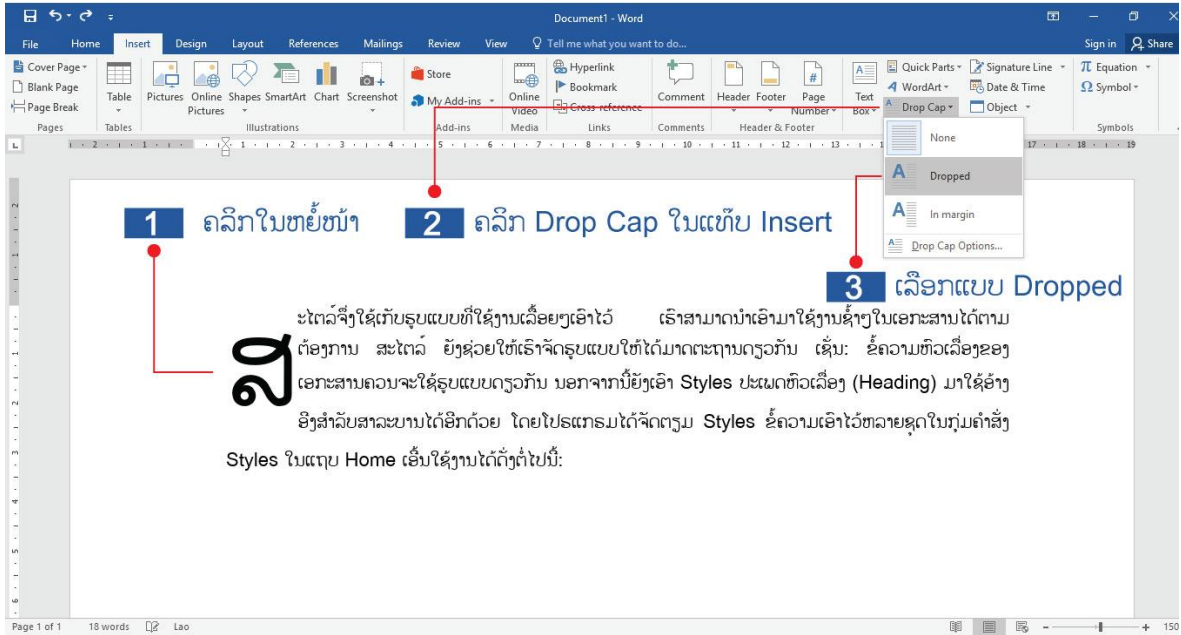 Document1 - Word
File Home Insert Design Layout References Mailings Review View Tell me what you want to do... Sign in Share
Cover Page
Blank Page
Page Break
Pages
Table
Tables
Pictures Online Pictures Shapes SmartArt Chart Screenshot
Illustrations
Store
My Add-ins
Add-ins
Online Video
Media
Hyperlink
Bookmark
Cross-reference
Links
Comment
Comments
Header Footer Page Number
Header & Footer
Text Box
Quick Parts
WordArt
Drop Cap
Signature Line
Date & Time
Object
Equation
Symbol
Symbols
None
Dropped
In margin
Drop Cap Options...
1 ຄລິກໃນຫຍໍ້ໜ້າ
2 ຄລິກ Drop Cap ໃນແທ໊ບ Insert
3 ເລືອກແບບ Dropped
ສ
ະໄຕລ໌ຈຶ່ງໃຊ້ເກັບຮູບແບບທີ່ໃຊ້ງານເລື້ອຍໆເອົາໄວ້ ເຮົາສາມາດນຳເອົາມາໃຊ້ງານຊ້ຳໆໃນເອກະສານໄດ້ຕາມ
ຕ້ອງການ ສະໄຕລ໌ ຍັງຊ່ວຍໃຫ້ເຮົາຈັດຮູບແບບໃຫ້ໄດ້ມາດຕະຖານດຽວກັນ ເຊັ່ນ: ຂໍ້ຄວາມຫົວເລື່ອງຂອງ
ເອກະສານຄວນຈະໃຊ້ຮູບແບບດຽວກັນ ນອກຈາກນີ້ຍັງເອົາ Styles ປະເພດຫົວເລື່ອງ (Heading) ມາໃຊ້ອ້າງ
ອີງສຳລັບສາລະບານໄດ້ອີກດ້ວຍ ໂດຍໂປຣແກຣມໄດ້ຈັດຕຽມ Styles ຂໍ້ຄວາມເອົາໄວ້ຫລາຍຊຸດໃນກຸ່ມຄຳສັ່ງ
Styles ໃນແຖບ Home ເອີ້ນໃຊ້ງານໄດ້ດັ່ງຕໍ່ໄປນີ້:
Page 1 of 1 18 words Lao 150